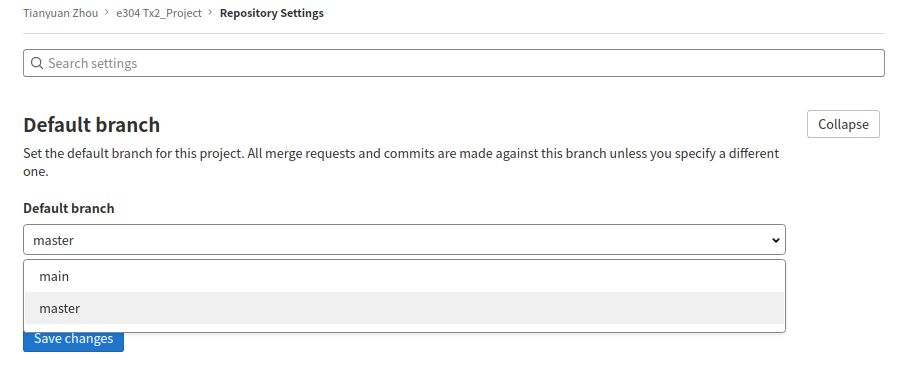 Tianyuan Zhou > e304 Tx2_Project > Repository Settings
Search settings
Default branch
Collapse
Set the default branch for this project. All merge requests and commits are made against this branch unless you specify a different
one.
Default branch
master
main
master
Save changes